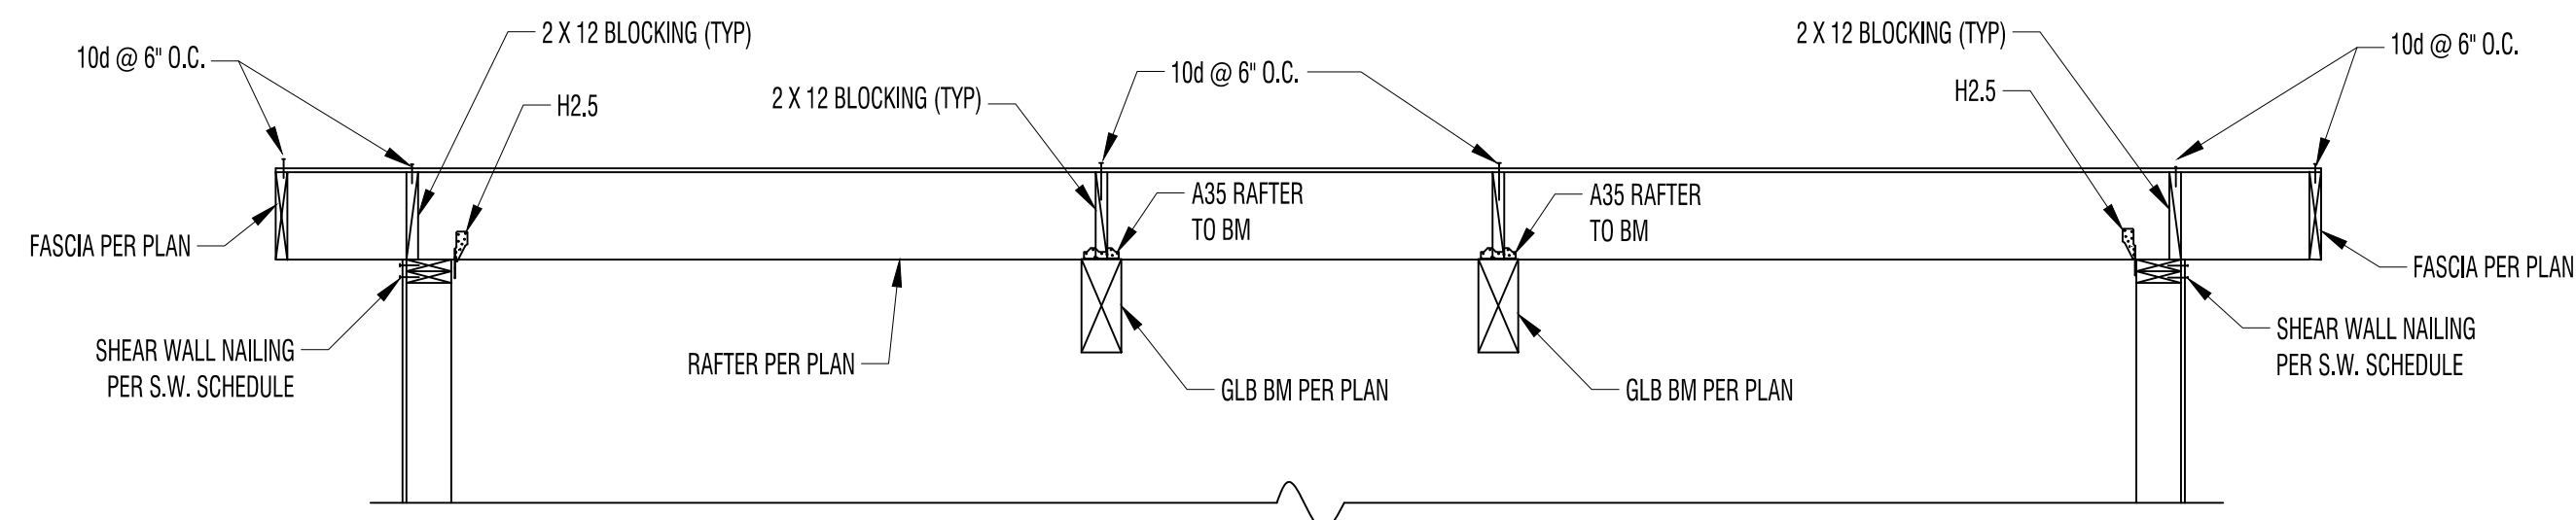 10d @ 6" O.C.
2 X 12 BLOCKING (TYP)
H2.5
FASCIA PER PLAN
SHEAR WALL NAILING
PER S.W. SCHEDULE
2 X 12 BLOCKING (TYP)
10d @ 6" O.C.
A35 RAFTER
TO BM
A35 RAFTER
TO BM
RAFTER PER PLAN
GLB BM PER PLAN
GLB BM PER PLAN
2 X 12 BLOCKING (TYP)
10d @ 6" O.C.
H2.5
FASCIA PER PLAN
SHEAR WALL NAILING
PER S.W. SCHEDULE